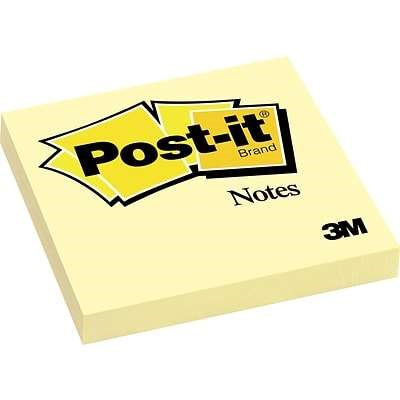 Post-it®
Brand
Notes
3M